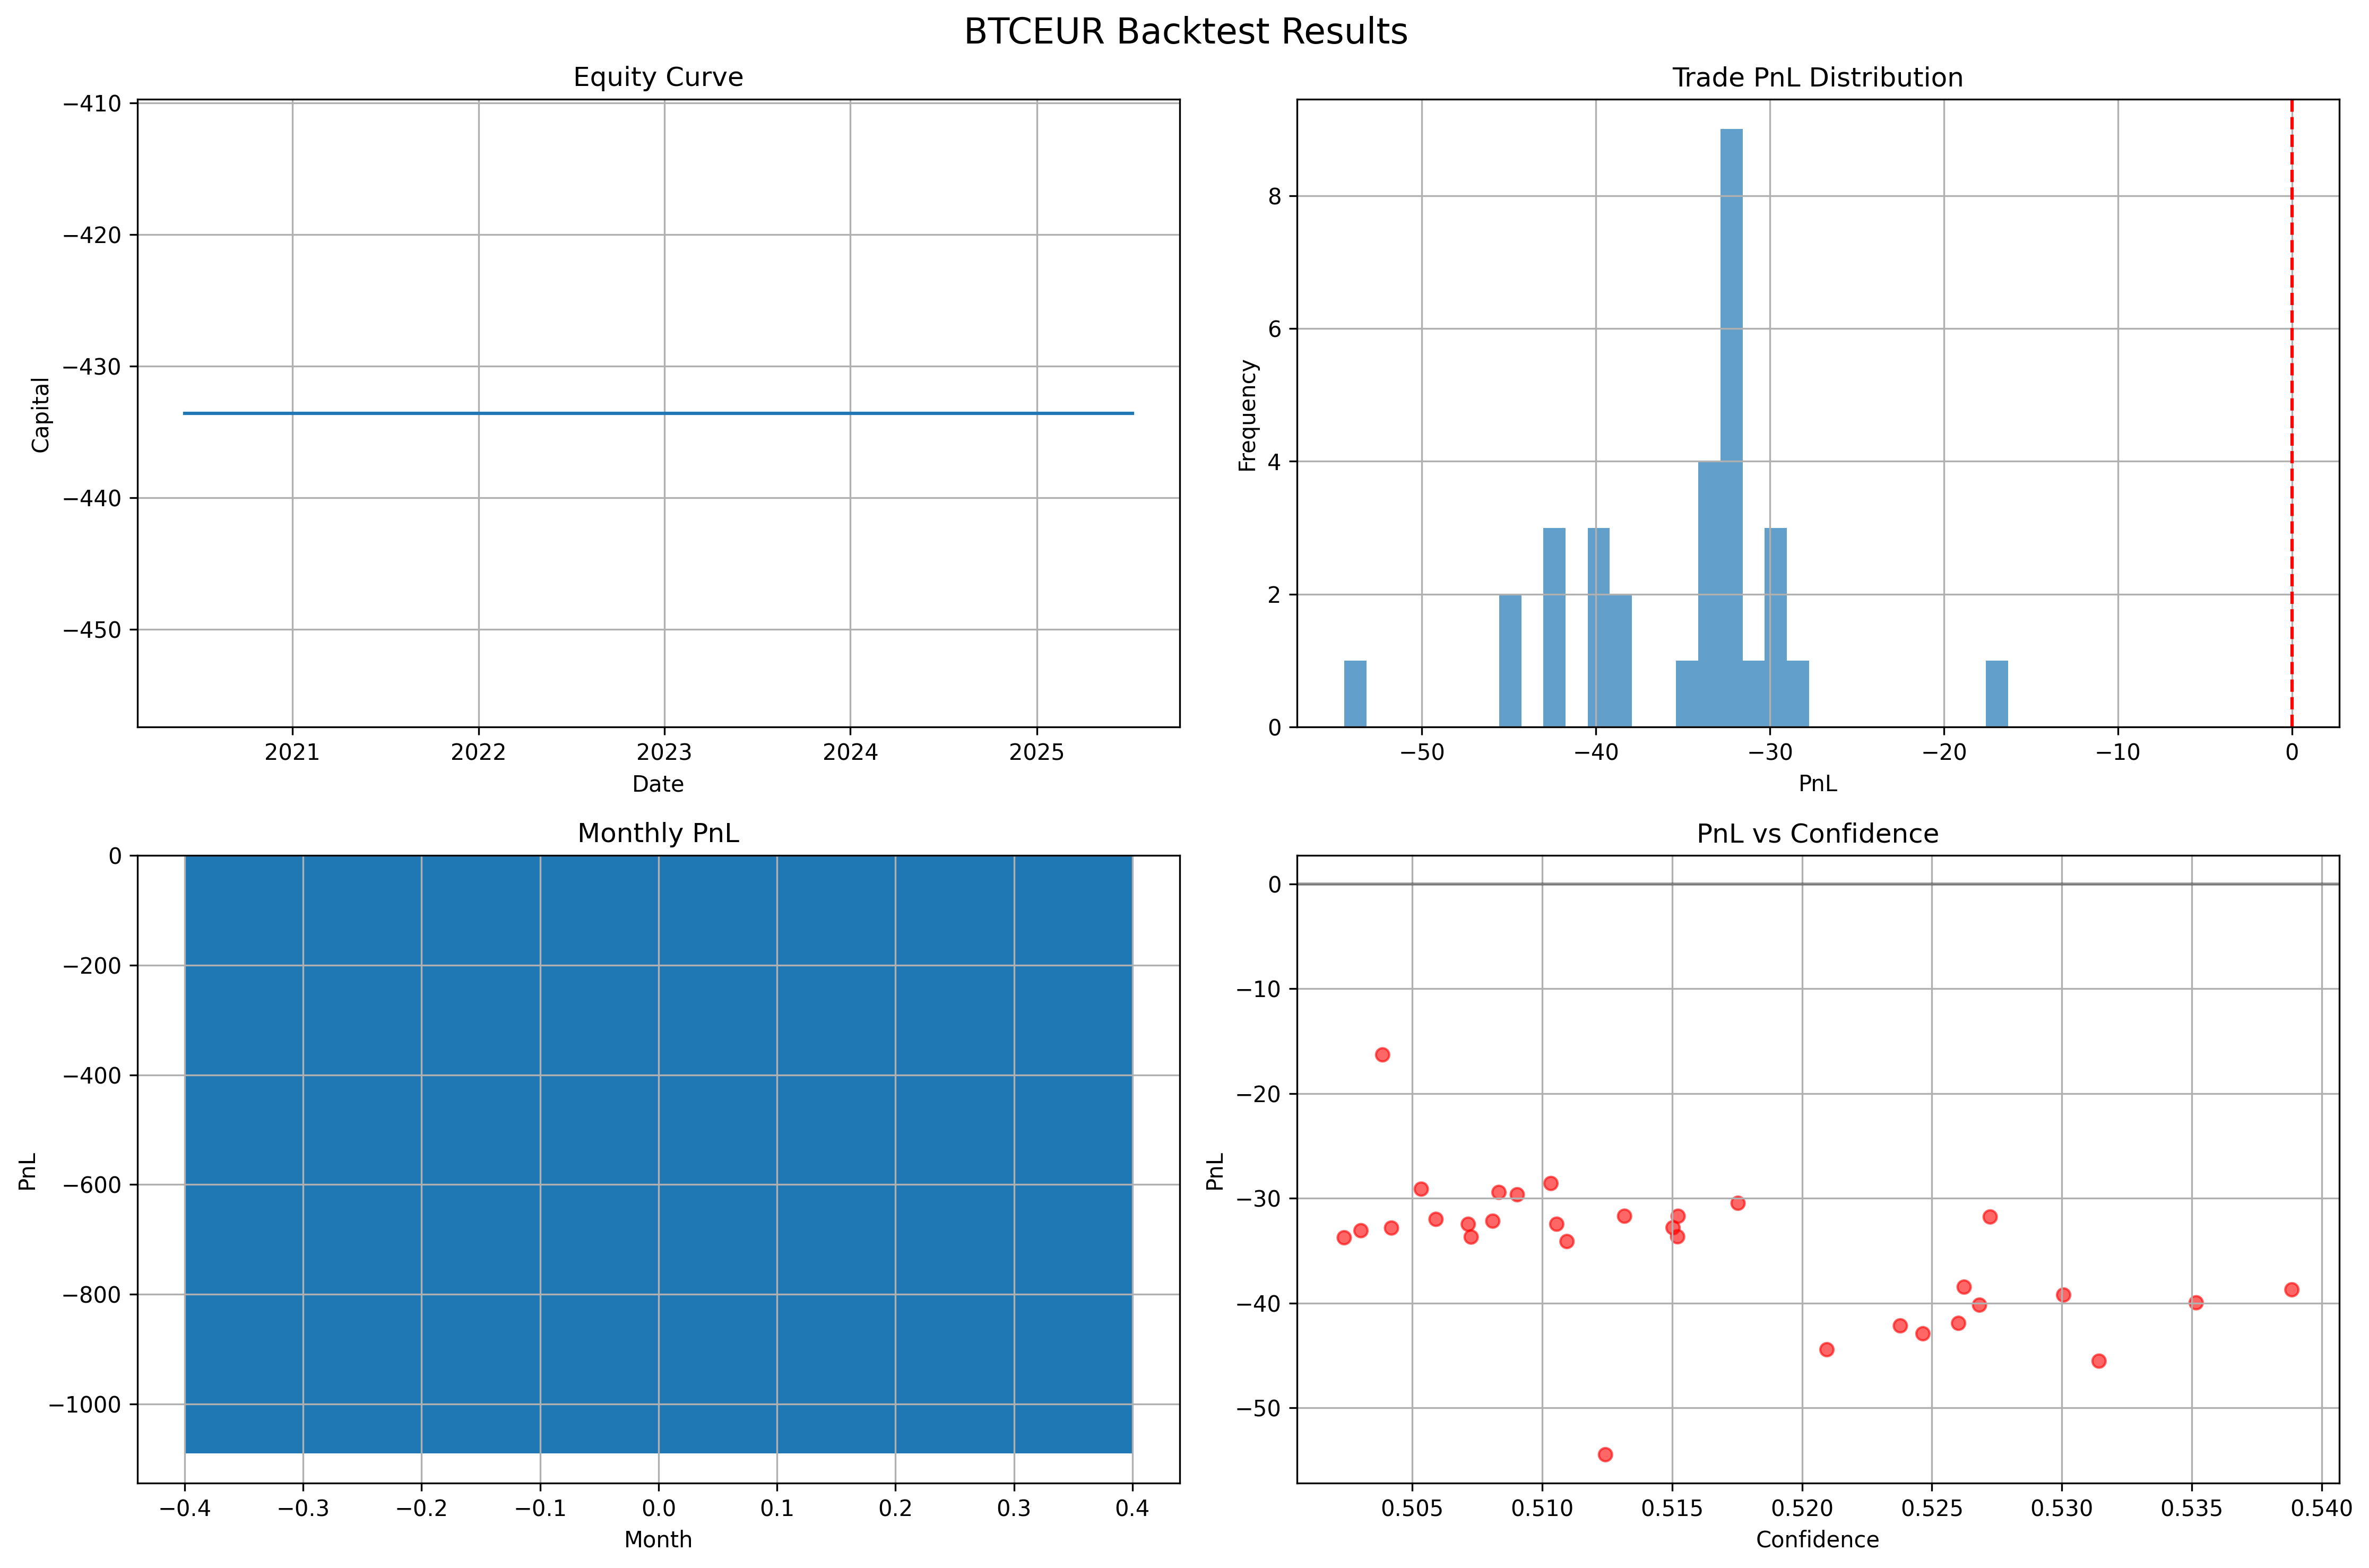 BTCEUR Backtest Results
Equity Curve
−410
−420
−430
−440
−450
Capital
2021 2022 2023 2024 2025
Date
Trade PnL Distribution
8
6
4
2
0
Frequency
−50 −40 −30 −20 −10 0
PnL
Monthly PnL
0
−200
−400
−600
−800
−1000
PnL
−0.4 −0.3 −0.2 −0.1 0.0 0.1 0.2 0.3 0.4
Month
PnL vs Confidence
0
−10
−20
−30
−40
−50
PnL
0.505 0.510 0.515 0.520 0.525 0.530 0.535 0.540
Confidence